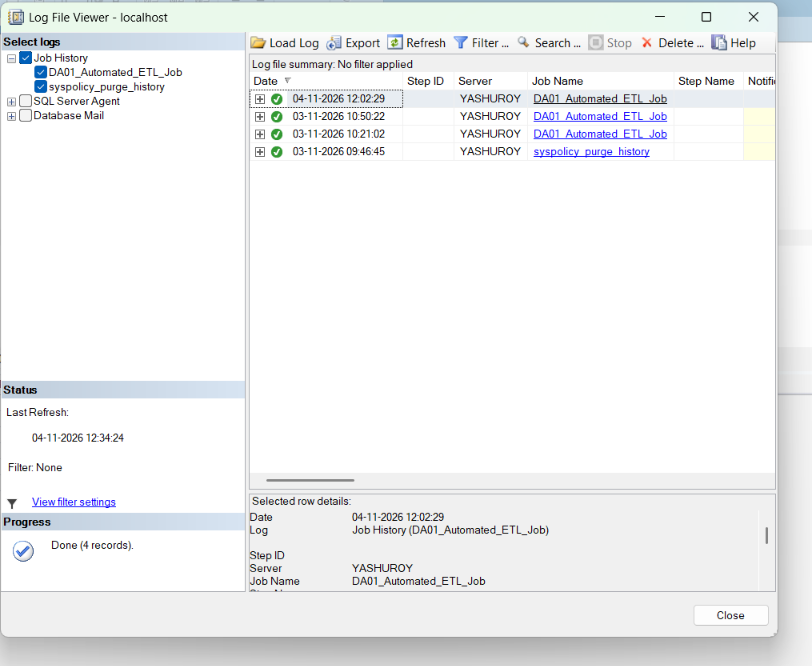 Log File Viewer - localhost
Select logs
Job History
DA01_Automated_ETL_Job
syspolicy_purge_history
SQL Server Agent
Database Mail
Load Log Export Refresh Filter ... Search ... Stop Delete ... Help
Log file summary: No filter applied
Date Step ID Server Job Name Step Name Notific
04-11-2026 12:02:29 YASHUROY DA01_Automated_ETL_Job
03-11-2026 10:50:22 YASHUROY DA01_Automated_ETL_Job
03-11-2026 10:21:02 YASHUROY DA01_Automated_ETL_Job
03-11-2026 09:46:45 YASHUROY syspolicy_purge_history
Status
Last Refresh:
04-11-2026 12:34:24
Filter: None
View filter settings
Progress
Done (4 records).
Selected row details:
Date 04-11-2026 12:02:29
Log Job History (DA01_Automated_ETL_Job)
Step ID
Server YASHUROY
Job Name DA01_Automated_ETL_Job
Close